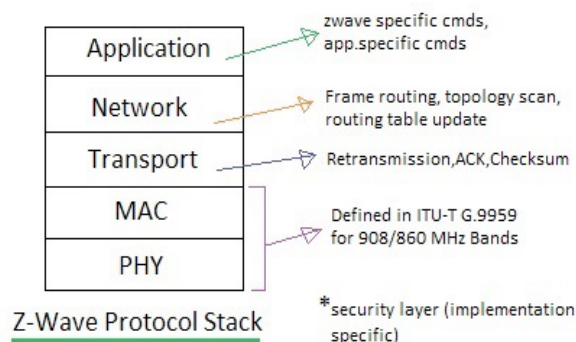 Application
zwave specific cmds,
app.specific cmds
Network
Frame routing, topology scan,
routing table update
Transport
Retransmission,ACK,Checksum
MAC
PHY
Defined in ITU-T G.9959
for 908/860 MHz Bands
Z-Wave Protocol Stack
*security layer (implementation
specific)